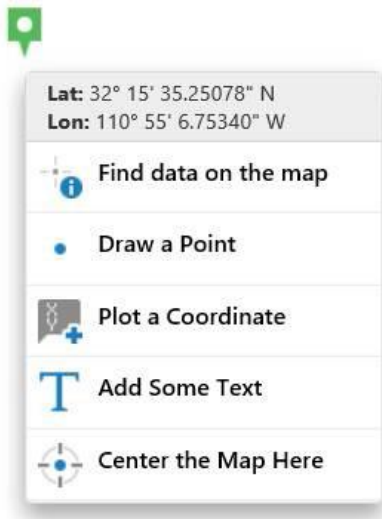 Lat: 32° 15' 35.25078" N
Lon: 110° 55' 6.75340" W
Find data on the map
Draw a Point
Plot a Coordinate
Add Some Text
Center the Map Here